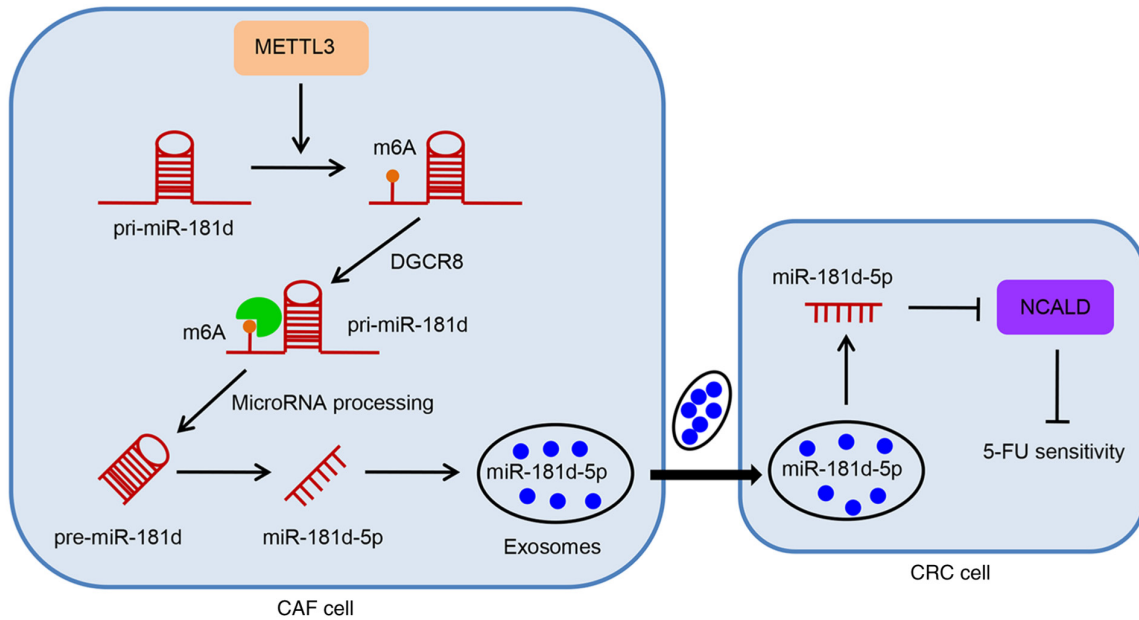 METTL3
m6A
pri-miR-181d
DGCR8
m6A
pri-miR-181d
MicroRNA processing
pre-miR-181d
miR-181d-5p
miR-181d-5p
Exosomes
CAF cell
miR-181d-5p
NCALD
miR-181d-5p
5-FU sensitivity
CRC cell